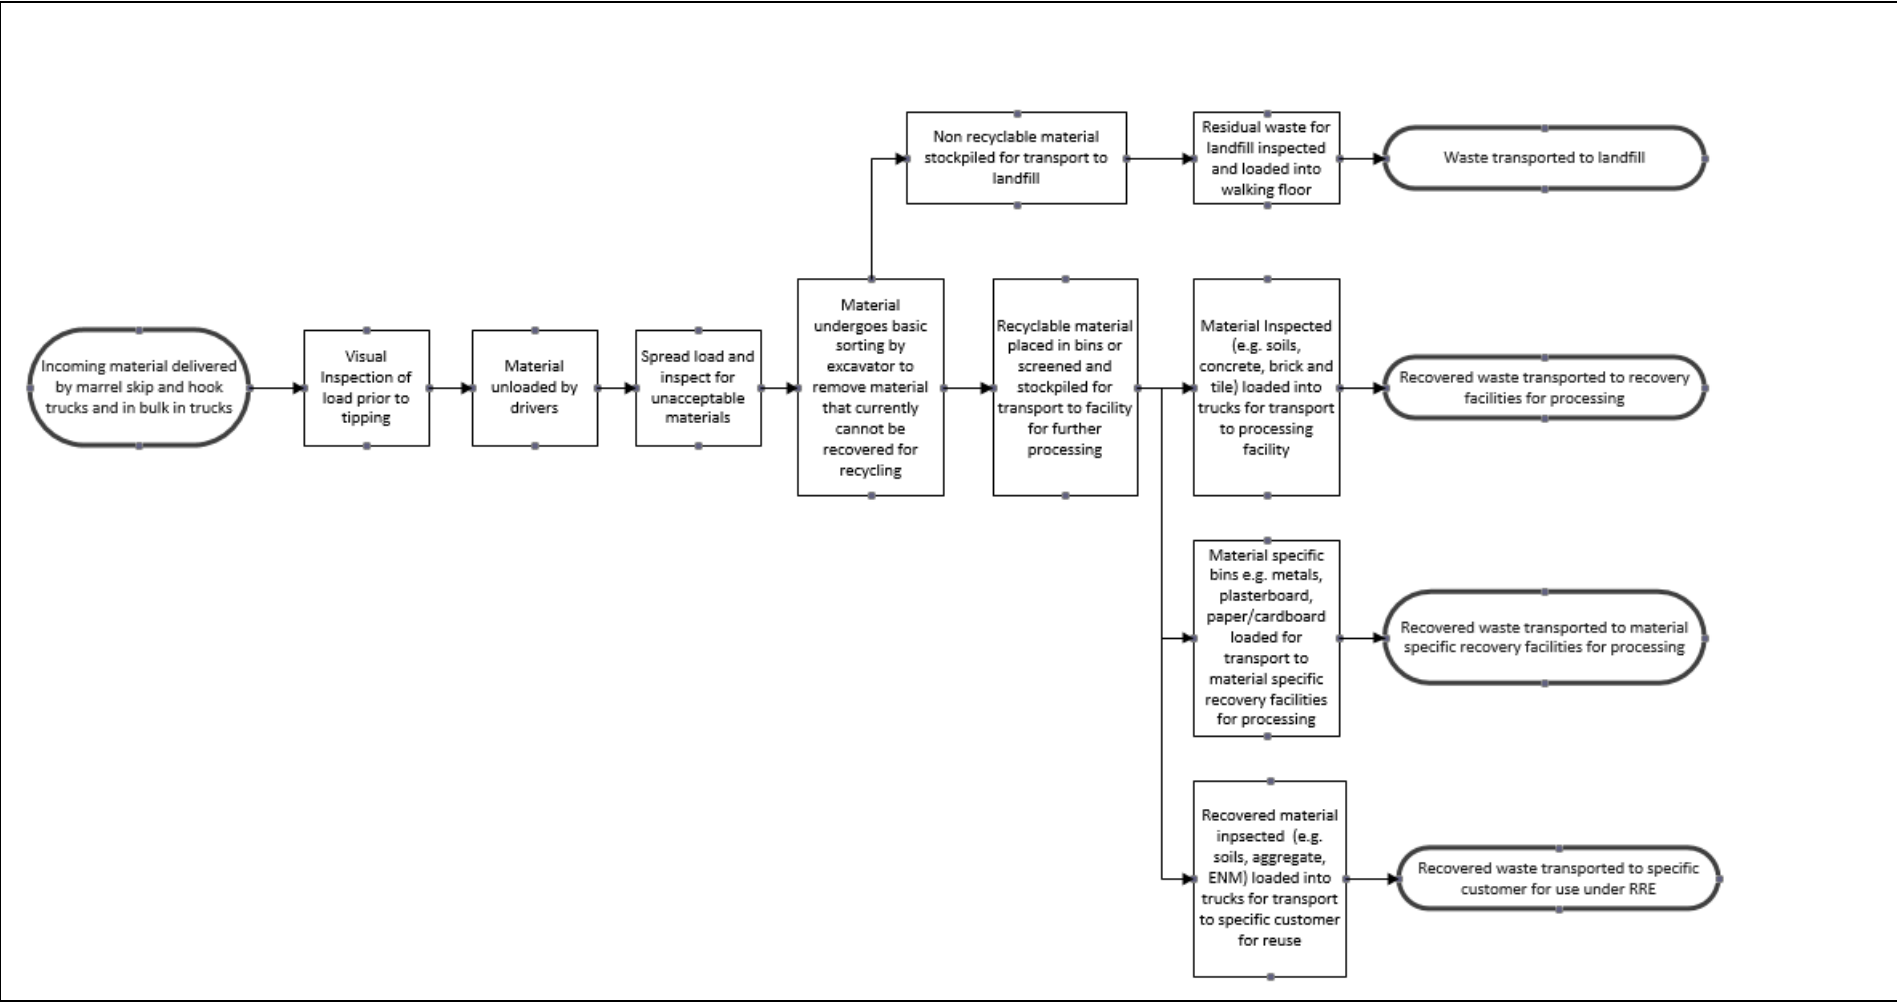 Non recyclable material
stockpiled for transport to
landfill
Residual waste for
landfill inspected
and loaded into
walking floor
Waste transported to landfill
Incoming material delivered
by marrel skip and hook
trucks and in bulk in trucks
Visual
Inspection of
load prior to
tipping
Material
unloaded by
drivers
Spread load and
inspect for
unacceptable
materials
Material
undergoes basic
sorting by
excavator to
remove material
that currently
cannot be
recovered for
recycling
Recyclable material
placed in bins or
screened and
stockpiled for
transport to facility
for further
processing
Material Inspected
(e.g. soils,
concrete, brick and
tile) loaded into
trucks for transport
to processing
facility
Recovered waste transported to recovery
facilities for processing
Material specific
bins e.g. metals,
plasterboard,
paper/cardboard
loaded for
transport to
material specific
recovery facilities
for processing
Recovered waste transported to material
specific recovery facilities for processing
Recovered material
inpsected  (e.g.
soils, aggregate,
ENM) loaded into
trucks for transport
to specific customer
for reuse
Recovered waste transported to specific
customer for use under RRE